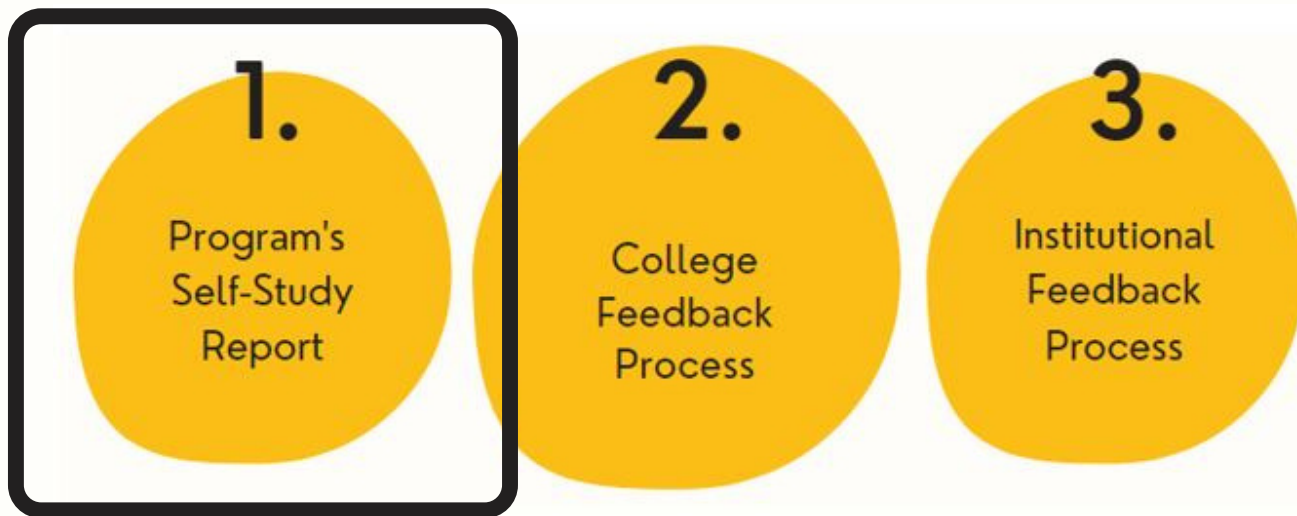 1.
Program's
Self-Study
Report
2.
College
Feedback
Process
3.
Institutional
Feedback
Process